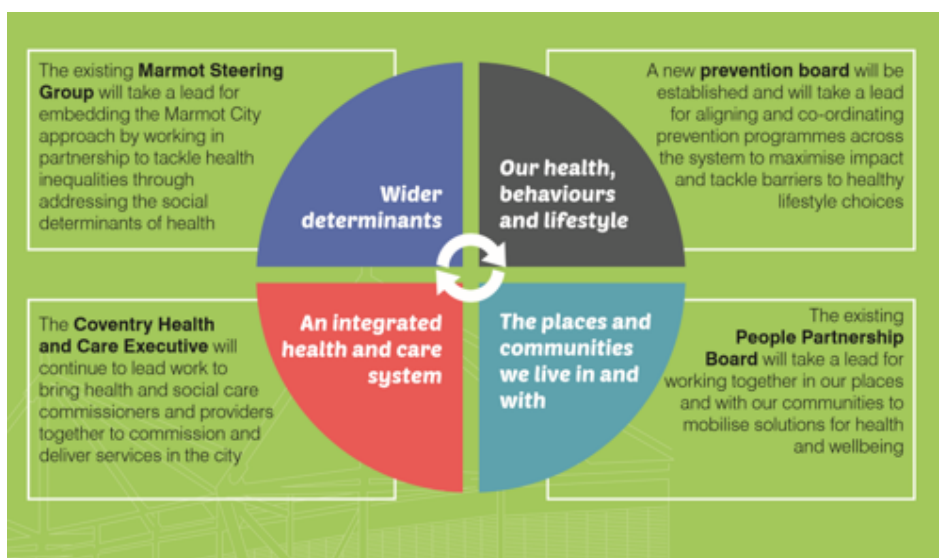 The existing Marmot Steering
Group will take a lead for
embedding the Marmot City
approach by working in
partnership to tackle health
inequalities through
addressing the social
determinants of health
Wider
determinants
Our health,
behaviours
and lifestyle
A new prevention board will be
established and will take a lead
for aligning and co-ordinating
prevention programmes across
the system to maximise impact
and tackle barriers to healthy
lifestyle choices
The Coventry Health
and Care Executive will
continue to lead work to
bring health and social care
commissioners and providers
together to commission and
deliver services in the city
An integrated
health and care
system
The places and
communities
we live in and
with
The existing
People Partnership
Board will take a lead for
working together in our places
and with our communities to
mobilise solutions for health
and wellbeing